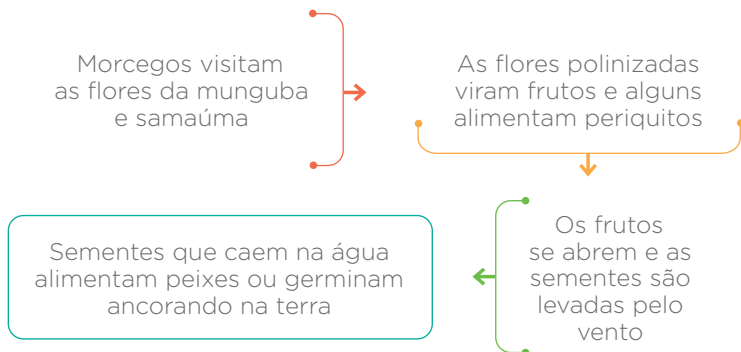 Morcegos visitam
as flores da munguba
e samaúma
As flores polinizadas
viram frutos e alguns
alimentam periquitos
Os frutos
se abrem e as
sementes são
levadas pelo
vento
Sementes que caem na água
alimentam peixes ou germinam
ancorando na terra